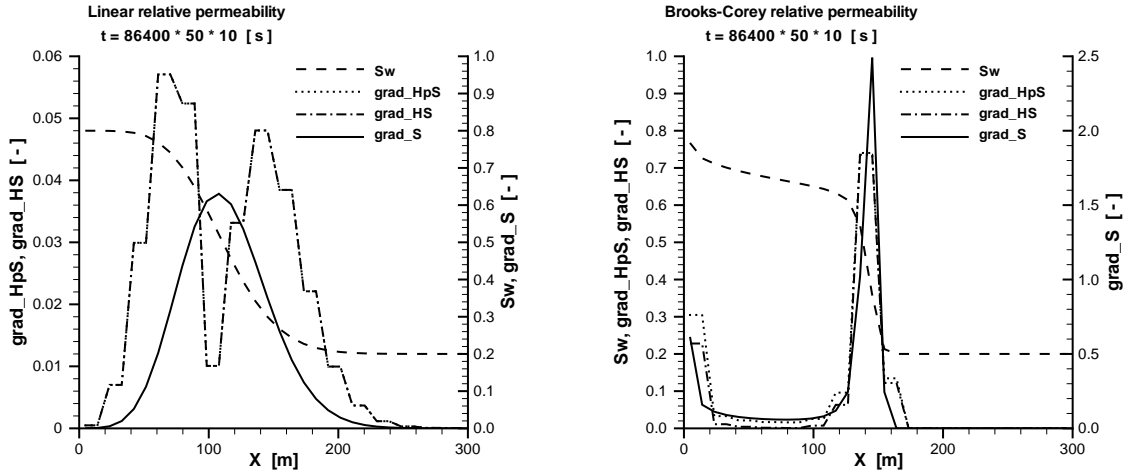 Linear relative permeability
t = 86400 * 50 * 10 [ s ]
0.06
0.05
0.04
0.03
0.02
0.01
0
grad_HpS, grad_HS [ - ]
Sw
grad_HpS
grad_HS
grad_S
1.0
0.9
0.8
0.7
0.6
0.5
0.4
0.3
0.2
0.1
0.0
Sw, grad_S [ - ]
0
100
200
300
X [m]
Brooks-Corey relative permeability
t = 86400 * 50 * 10 [ s ]
1.0
0.9
0.8
0.7
0.6
0.5
0.4
0.3
0.2
0.1
0.0
Sw, grad_HpS, grad_HS [ - ]
Sw
grad_HpS
grad_HS
grad_S
2.5
2.0
1.5
1.0
0.5
0.0
grad_S [ - ]
0
100
200
300
X [m]